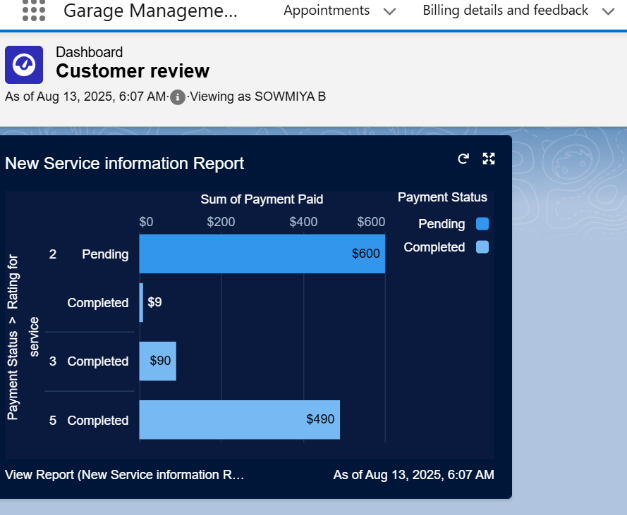 Garage Manageme...
Appointments
Billing details and feedback
Dashboard
Customer review
As of Aug 13, 2025, 6:07 AM·Viewing as SOWMIYA B
New Service information Report
Sum of Payment Paid
Payment Status
$0 $200 $400 $600
Pending
Completed
Payment Status > Rating for
service
2 Pending $600
Completed $9
3 Completed $90
5 Completed $490
View Report (New Service information R...
As of Aug 13, 2025, 6:07 AM